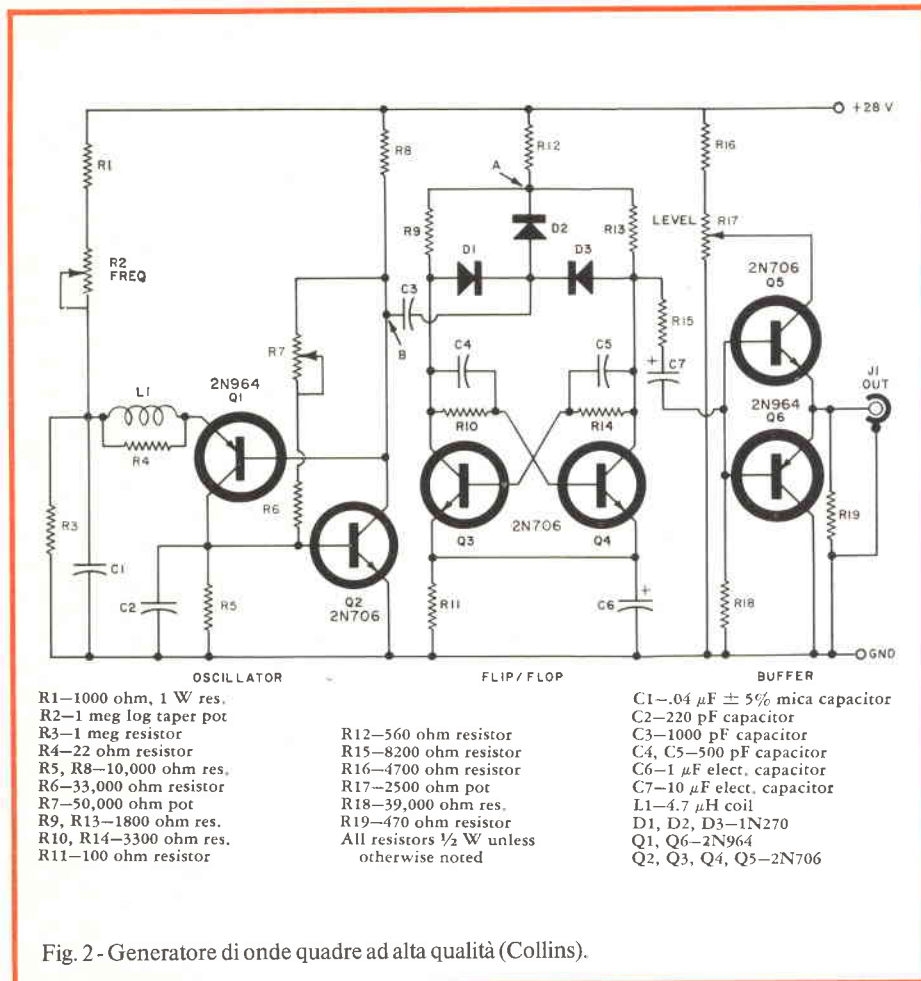 +28 V
R1
R8
R12
R16
A
R2
FREQ
R9
D2
R13
LEVEL
R17
D1
D3
2N706
Q5
C3
R15
R7
B
C4
C5
C7
J1
OUT
L1
2N964
Q1
2N964
Q6
R4
R10
R14
R3
R6
Q3
2N706
Q4
R19
C1
C2
R5
Q2
2N706
R11
C6
R18
GND
OSCILLATOR
FLIP/FLOP
BUFFER
R1—1000 ohm, 1 W res.
R2—1 meg log taper pot
R3—1 meg resistor
R4—22 ohm resistor
R5, R8—10,000 ohm res.
R6—33,000 ohm resistor
R7—50,000 ohm pot
R9, R13—1800 ohm res.
R10, R14—3300 ohm res.
R11—100 ohm resistor
R12—560 ohm resistor
R15—8200 ohm resistor
R16—4700 ohm resistor
R17—2500 ohm pot
R18—39,000 ohm res.
R19—470 ohm resistor
All resistors ½ W unless
otherwise noted
C1—.04 μF ± 5% mica capacitor
C2—220 pF capacitor
C3—1000 pF capacitor
C4, C5—500 pF capacitor
C6—1 μF elect. capacitor
C7—10 μF elect. capacitor
L1—4.7 μH coil
D1, D2, D3—1N270
Q1, Q6—2N964
Q2, Q3, Q4, Q5—2N706
Fig. 2 - Generatore di onde quadre ad alta qualità (Collins).